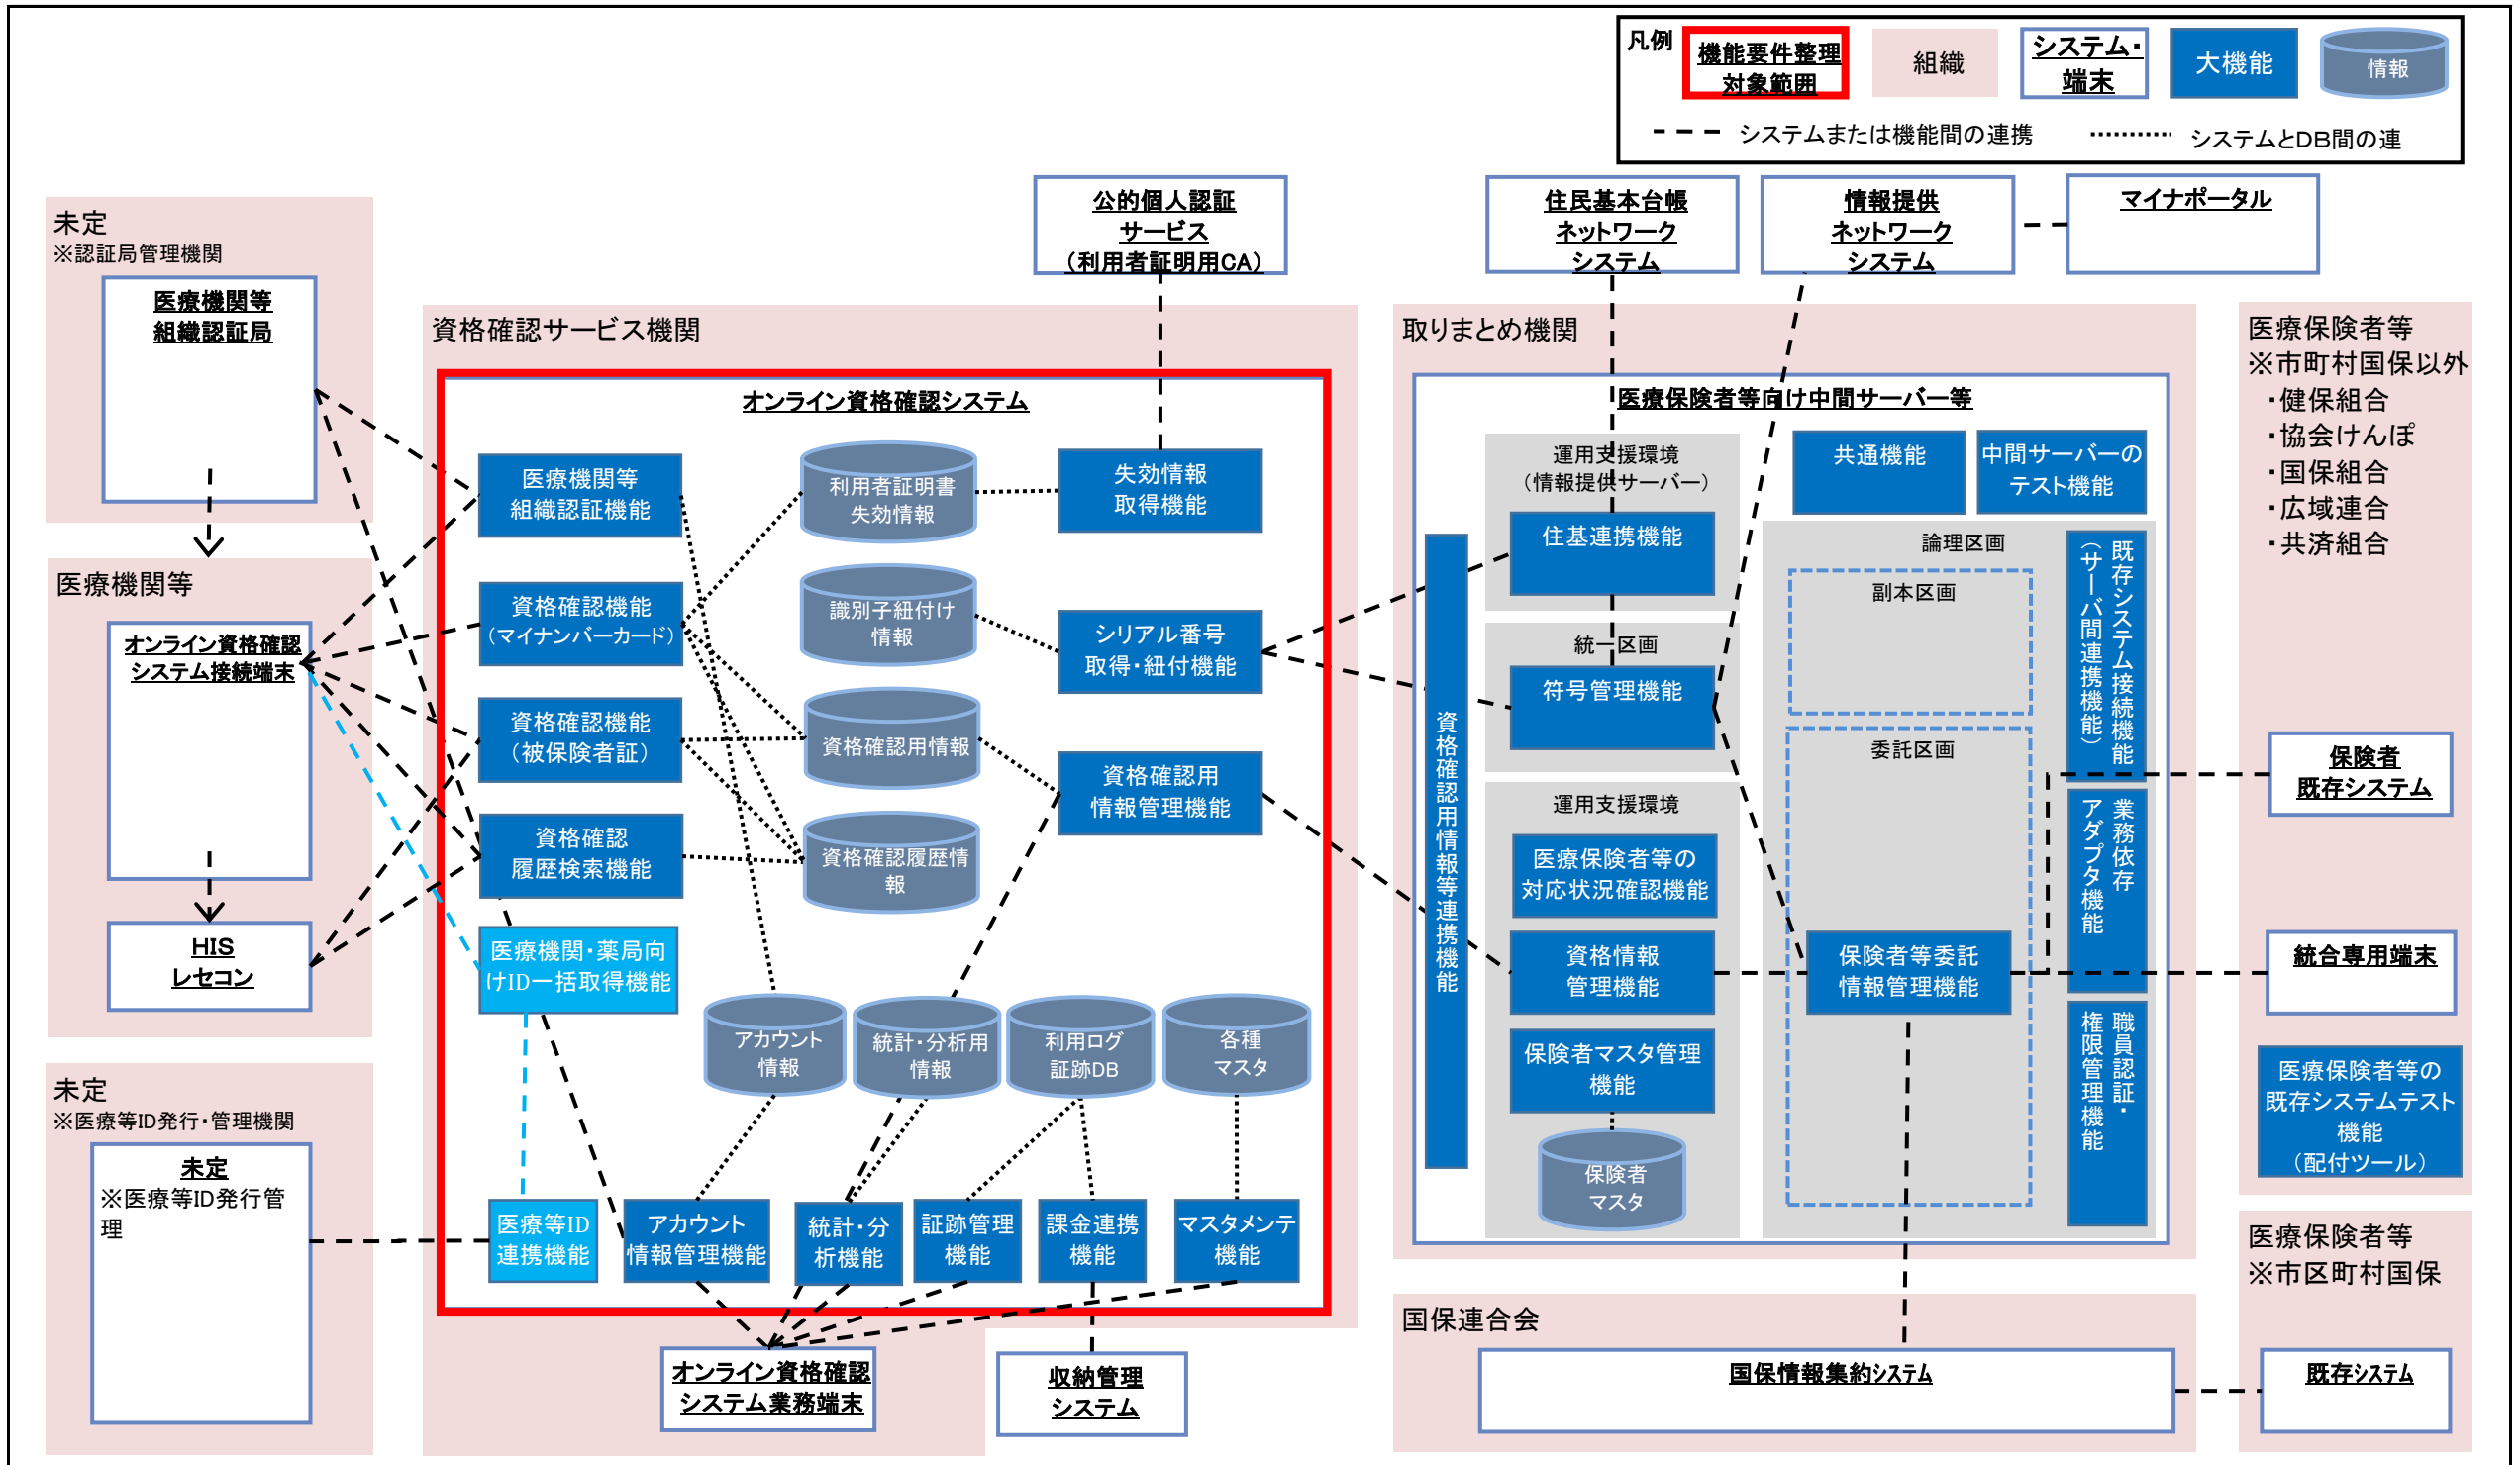 凡例
機能要件整理
対象範囲
組織
システム・
端末
大機能
情報
システムまたは機能間の連携
システムとDB間の連
未定
※認証局管理機関
医療機関等
組織認証局
医療機関等
オンライン資格確認
システム接続端末
HIS
レセコン
未定
※医療等ID発行・管理機関
未定
※医療等ID発行管
理
公的個人認証
サービス
（利用者証明用CA）
資格確認サービス機関
オンライン資格確認システム
医療機関等
組織認証機能
資格確認機能
（マイナンバーカード）
資格確認機能
（被保険者証）
資格確認
履歴検索機能
医療機関・薬局向
けID一括取得機能
利用者証明書
失効情報
識別子紐付け
情報
資格確認用情報
資格確認履歴情
報
失効情報
取得機能
シリアル番号
取得・紐付機能
資格確認用
情報管理機能
アカウント
情報
統計・分析用
情報
利用ログ
証跡DB
各種
マスタ
医療等ID
連携機能
アカウント
情報管理機能
統計・分
析機能
証跡管理
機能
課金連携
機能
マスタメンテ
機能
オンライン資格確認
システム業務端末
収納管理
システム
住民基本台帳
ネットワーク
システム
情報提供
ネットワーク
システム
マイナポータル
取りまとめ機関
医療保険者等向け中間サーバー等
資格確認用情報等連携機能
運用支援環境
（情報提供サーバー）
住基連携機能
統一区画
符号管理機能
運用支援環境
医療保険者等の
対応状況確認機能
資格情報
管理機能
保険者マスタ管理
機能
保険者
マスタ
共通機能
中間サーバーの
テスト機能
論理区画
副本区画
委託区画
保険者等委託
情報管理機能
既存システム接続機能
（サーバ間連携機能）
業務依存
アダプタ機能
職員認証・
権限管理機能
国保連合会
国保情報集約システム
医療保険者等
※市町村国保以外
・健保組合
・協会けんぽ
・国保組合
・広域連合
・共済組合
保険者
既存システム
統合専用端末
医療保険者等の
既存システムテスト
機能
（配付ツール）
医療保険者等
※市区町村国保
既存システム